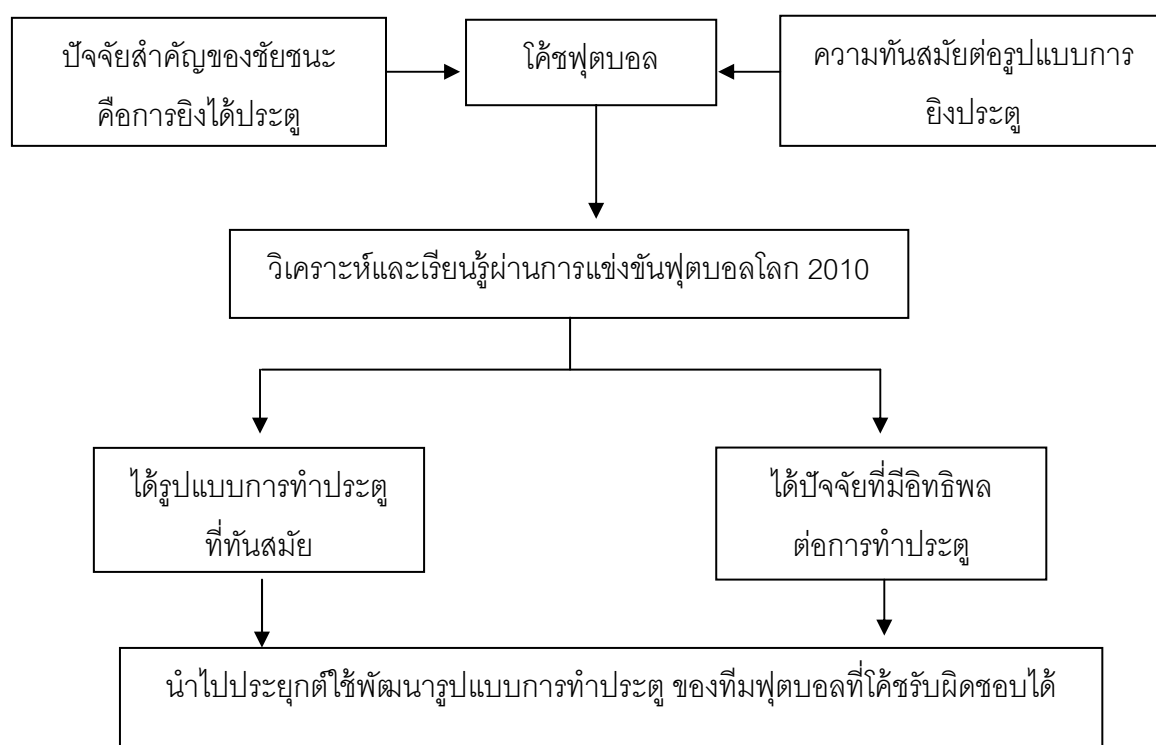 ปัจจัยสำคัญของชัยชนะ
คือการยิงได้ประตู
โค้ชฟุตบอล
ความทันสมัยต่อรูปแบบการ
ยิงประตู
วิเคราะห์และเรียนรู้ผ่านการแข่งขันฟุตบอลโลก 2010
ได้รูปแบบการทำประตู
ที่ทันสมัย
ได้ปัจจัยที่มีอิทธิพล
ต่อการทำประตู
นำไปประยุกต์ใช้พัฒนารูปแบบการทำประตู ของทีมฟุตบอลที่โค้ชรับผิดชอบได้